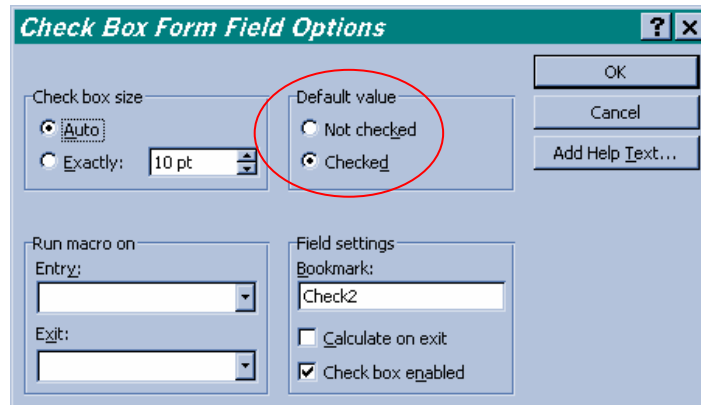 Check Box Form Field Options
? x
Check box size
Auto
Exactly: 10 pt
Default value
Not checked
Checked
OK
Cancel
Add Help Text...
Run macro on
Entry:
Exit:
Field settings
Bookmark:
Check2
Calculate on exit
Check box enabled